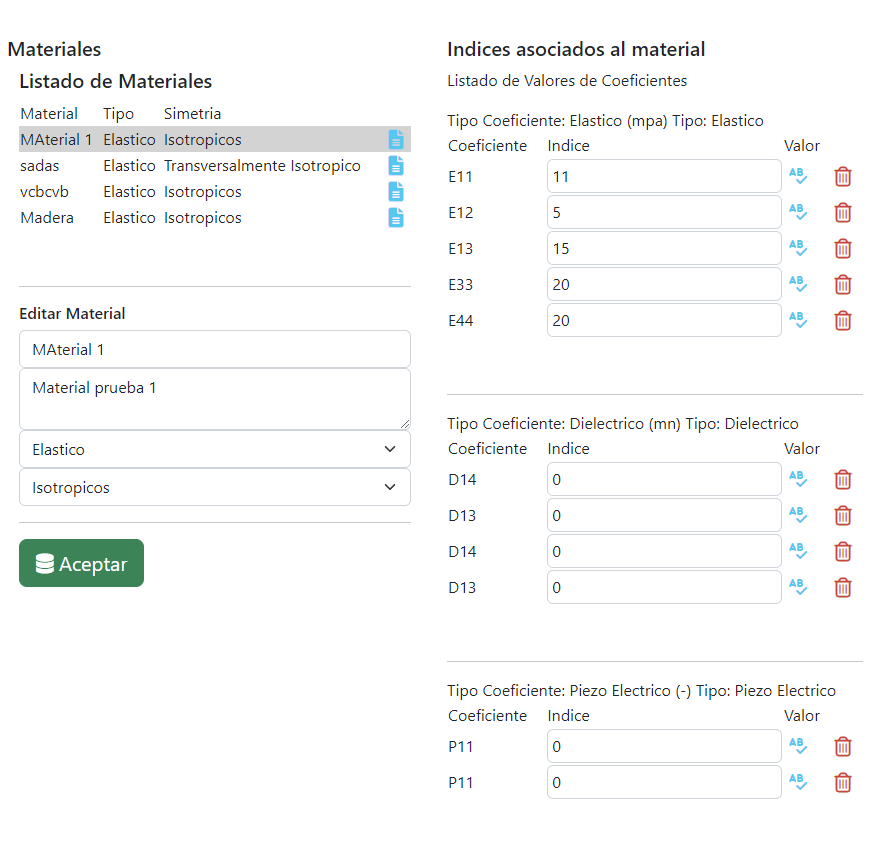 Materiales
Listado de Materiales
Material Tipo Simetria
MAterial 1 Elastico Isotropicos
sadas Elastico Transversalmente Isotropico
vcbcvb Elastico Isotropicos
Madera Elastico Isotropicos
Editar Material
MAterial 1
Material prueba 1
Elastico
Isotropicos
Aceptar
Indices asociados al material
Listado de Valores de Coeficientes
Tipo Coeficiente: Elastico (mpa) Tipo: Elastico
Coeficiente Indice Valor
E11 11 AB
E12 5 AB
E13 15 AB
E33 20 AB
E44 20 AB
Tipo Coeficiente: Dielectrico (mn) Tipo: Dielectrico
Coeficiente Indice Valor
D14 0 AB
D13 0 AB
D14 0 AB
D13 0 AB
Tipo Coeficiente: Piezo Electrico (-) Tipo: Piezo Electrico
Coeficiente Indice Valor
P11 0 AB
P11 0 AB